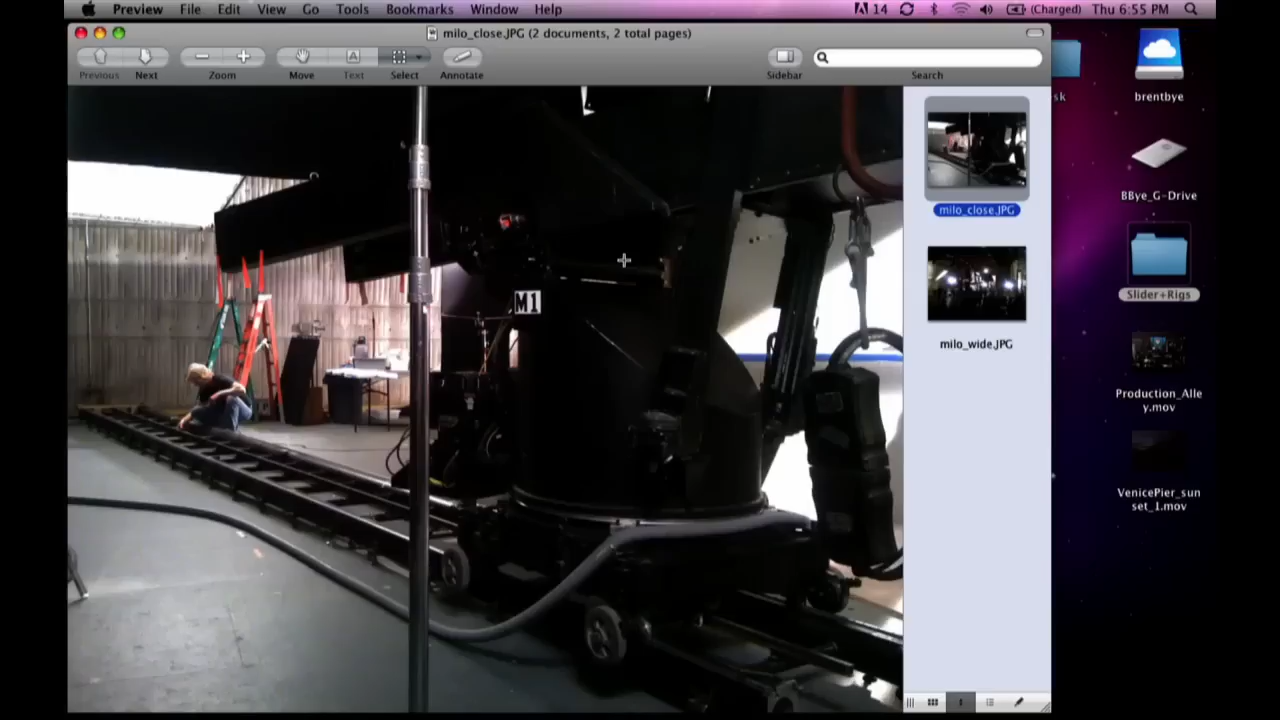 Preview File Edit View Go Tools Bookmarks Window Help
14 (Charged) Thu 6:55 PM
milo_close.JPG (2 documents, 2 total pages)
Previous Next Zoom Move Text Select Annotate Sidebar Search
A
M1
milo_close.JPG
milo_wide.JPG
sk
brentbye
BBye_G-Drive
Slider+Rigs
Production_Alle
y.mov
VenicePier_sun
set_1.mov